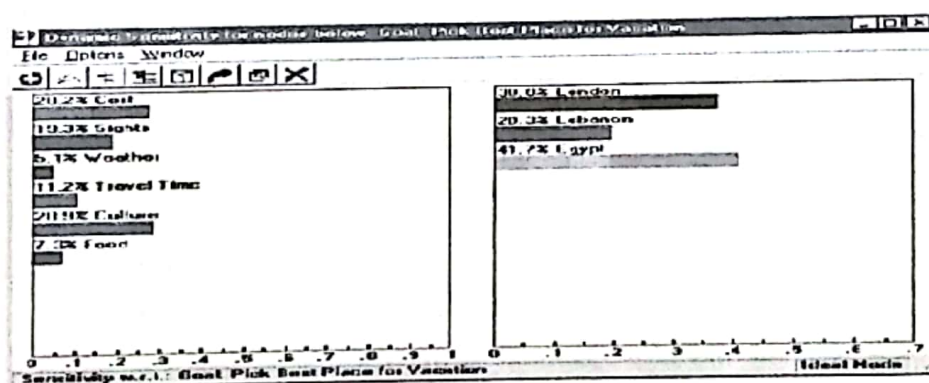 Dynamic Sensitivity for nodes below: Goal: Pick Best Place for Vacation
File Options Window
28.2% Cost
19.3% Sights
5.1% Weather
11.2% Travel Time
28.9% Culture
7.3% Food
0 .1 .2 .3 .4 .5 .6 .7 .8 .9 1
38.0% London
20.3% Lebanon
41.7% Egypt
0 .1 .2 .3 .4 .5 .6 .7
Sensitivity w.r.t.: Goal: Pick Best Place for Vacation
Ideal Mode